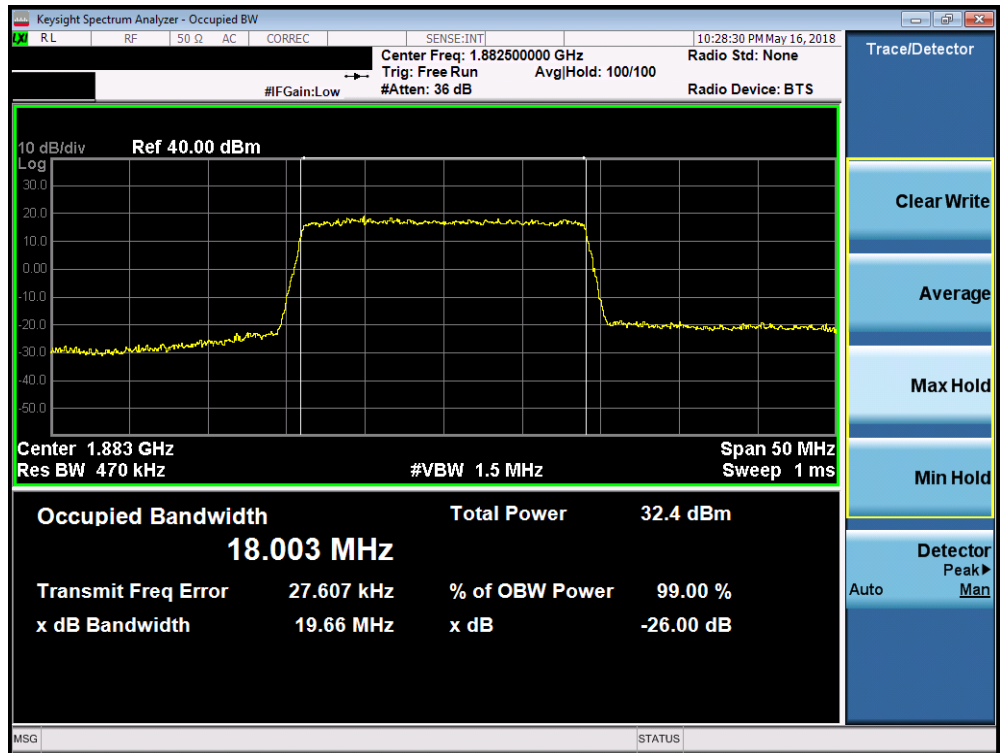 Keysight Spectrum Analyzer - Occupied BW
LXI RL RF 50 Ω AC CORREC SENSE:INT 10:28:30 PM May 16, 2018
Center Freq: 1.882500000 GHz Radio Std: None
Trig: Free Run Avg|Hold: 100/100
#IFGain:Low #Atten: 36 dB Radio Device: BTS
Trace/Detector
10 dB/div Ref 40.00 dBm
Log
30.0
20.0
10.0
0.00
-10.0
-20.0
-30.0
-40.0
-50.0
Center 1.883 GHz Span 50 MHz
Res BW 470 kHz #VBW 1.5 MHz Sweep 1 ms
Occupied Bandwidth Total Power 32.4 dBm
18.003 MHz
Transmit Freq Error 27.607 kHz % of OBW Power 99.00 %
x dB Bandwidth 19.66 MHz x dB -26.00 dB
Clear Write
Average
Max Hold
Min Hold
Detector
Peak▶
Auto Man
MSG STATUS